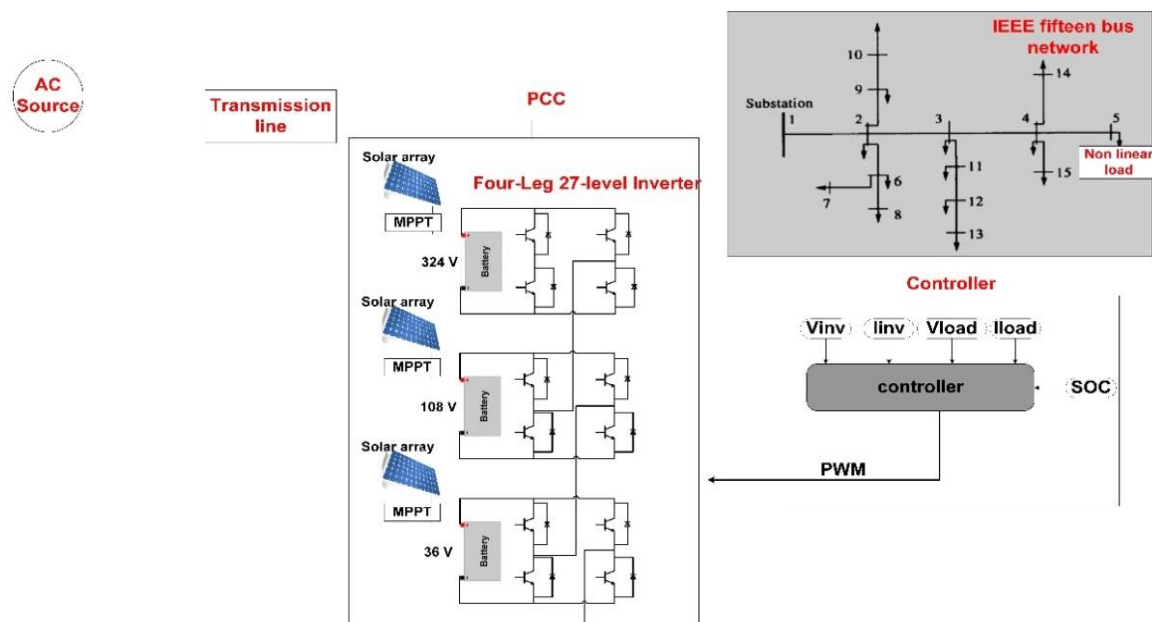 AC
Source
Transmission
line
PCC
Solar array
MPPT
324 V
Battery
Four-Leg 27-level Inverter
Solar array
MPPT
108 V
Battery
Solar array
MPPT
36 V
Battery
IEEE fifteen bus
network
Substation
1
2
3
4
5
6
7
8
9
10
11
12
13
14
15
Non linear
load
Controller
Vinv
Iinv
Vload
Iload
controller
SOC
PWM